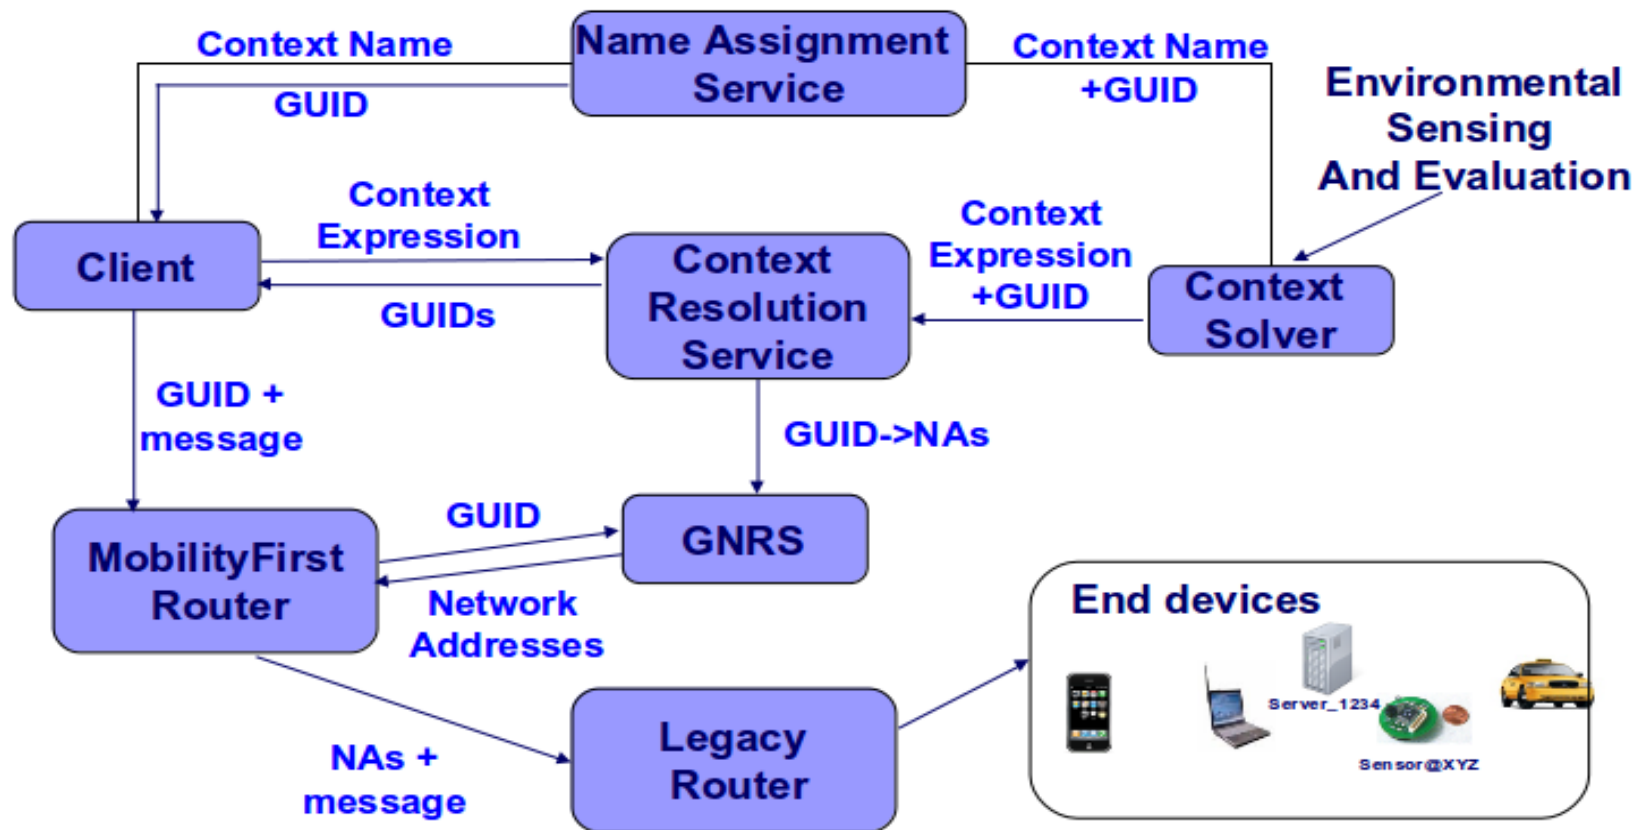 Context Name
Name Assignment
Service
Context Name
+GUID
GUID
Environmental
Sensing
And Evaluation
Context
Expression
Client
GUIDs
Context
Resolution
Service
Context
Expression
+GUID
Context
Solver
GUID +
message
GUID->NAs
MobilityFirst
Router
GUID
GNRS
Network
Addresses
End devices
Server_1234
Sensor@XYZ
NAs +
message
Legacy
Router